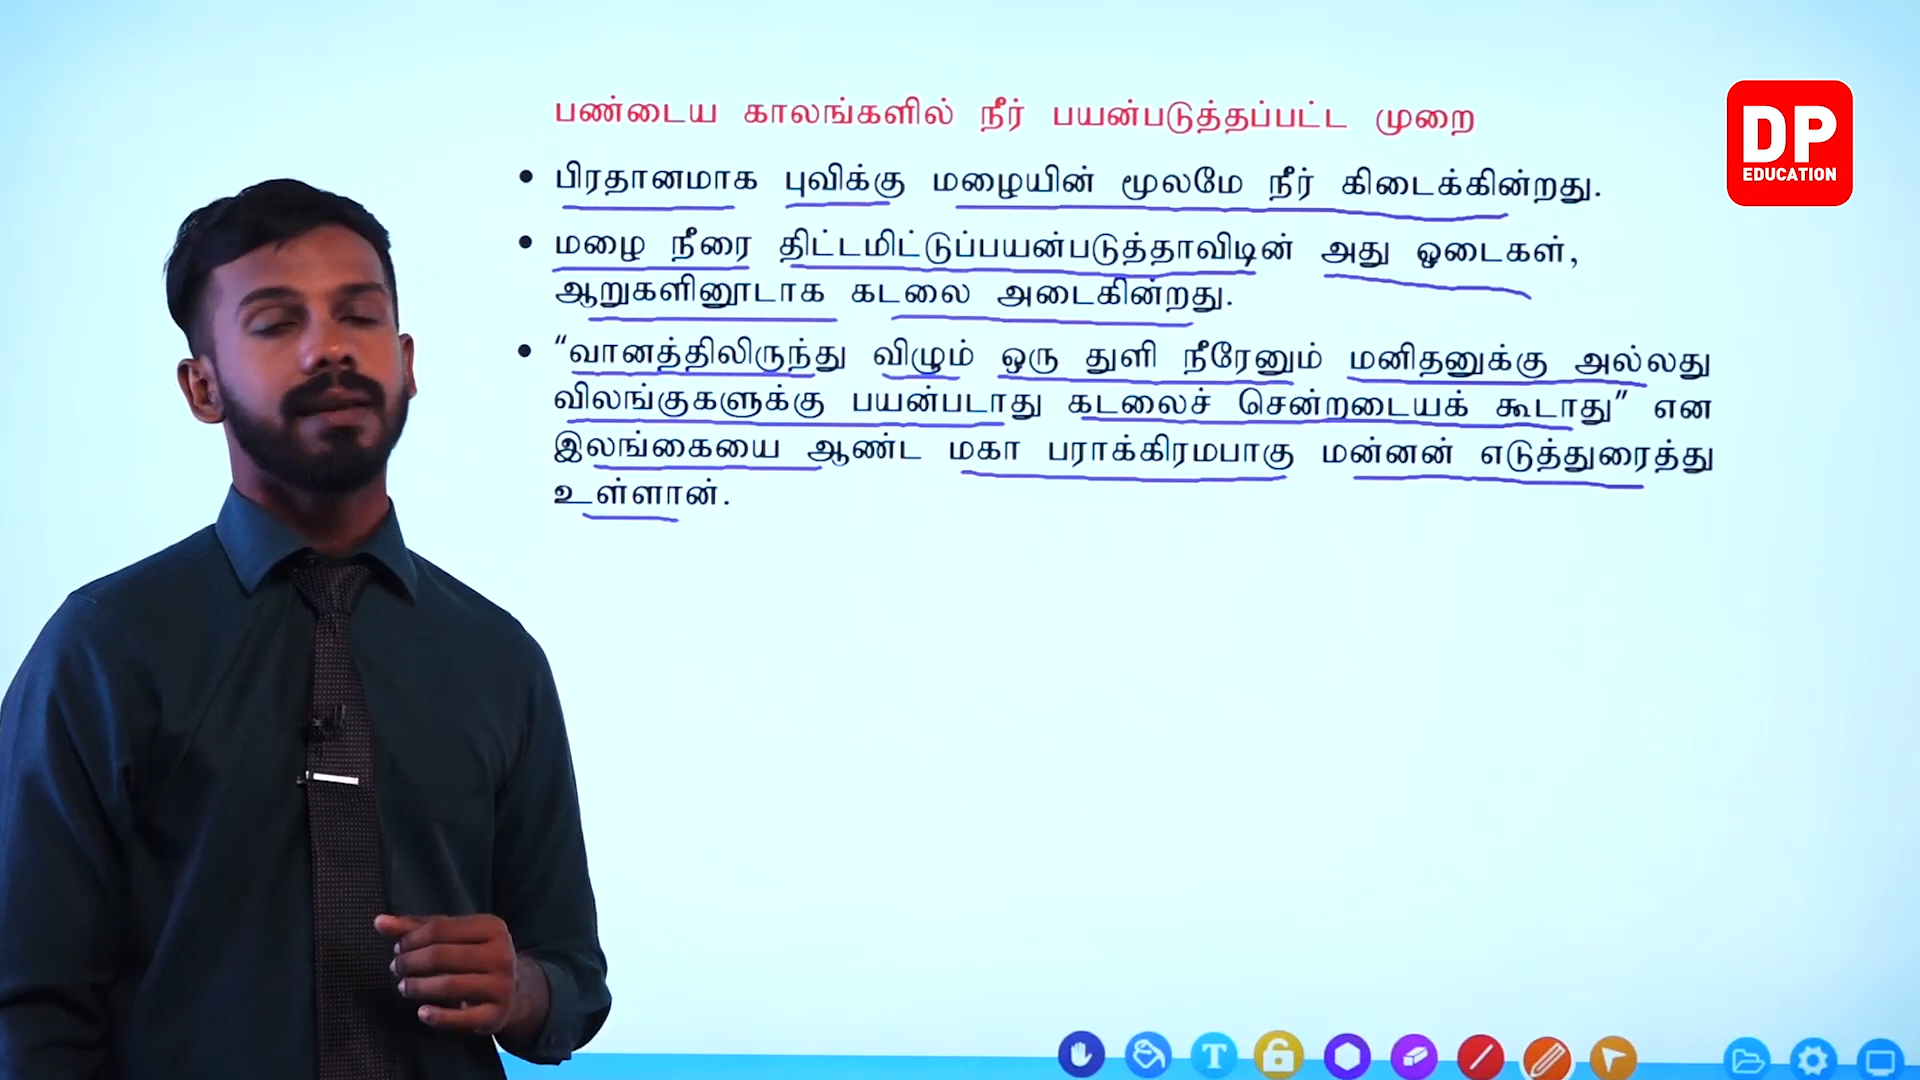 பண்டைய காலங்களில் நீர் பயன்படுத்தப்பட்ட முறை
DP
EDUCATION
• பிரதானமாக புவிக்கு மழையின் மூலமே நீர் கிடைக்கின்றது.
• மழை நீரை திட்டமிட்டுப்பயன்படுத்தாவிடின் அது ஓடைகள்,
ஆறுகளினூடாக கடலை அடைகின்றது.
• “வானத்திலிருந்து விழும் ஒரு துளி நீரேனும் மனிதனுக்கு அல்லது
விலங்குகளுக்கு பயன்படாது கடலைச் சென்றடையக் கூடாது” என
இலங்கையை ஆண்ட மகா பராக்கிரமபாகு மன்னன் எடுத்துரைத்து
உள்ளான்.
T